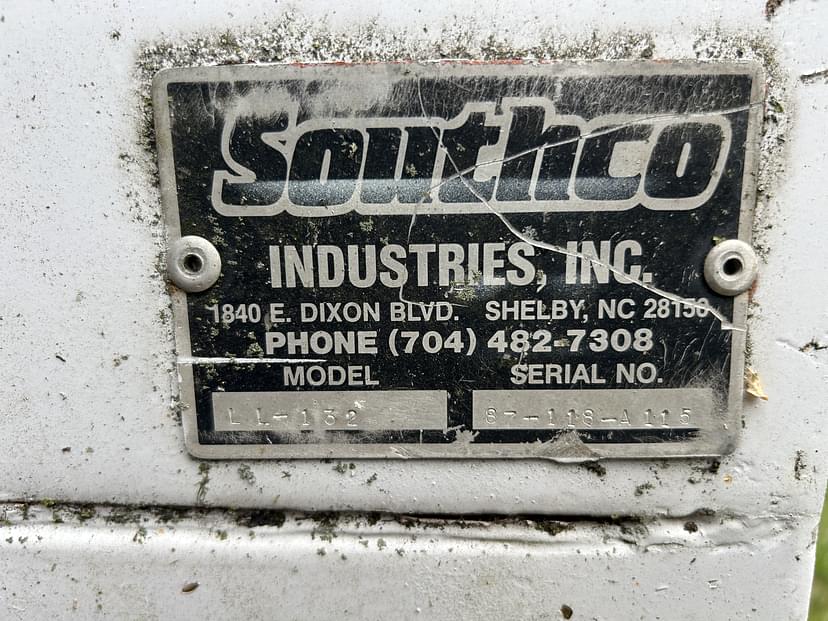 Southco
INDUSTRIES, INC.
1840 E. DIXON BLVD. SHELBY, NC 28150
PHONE (704) 482-7308
MODEL SERIAL NO.
LL-132 87-118-A115